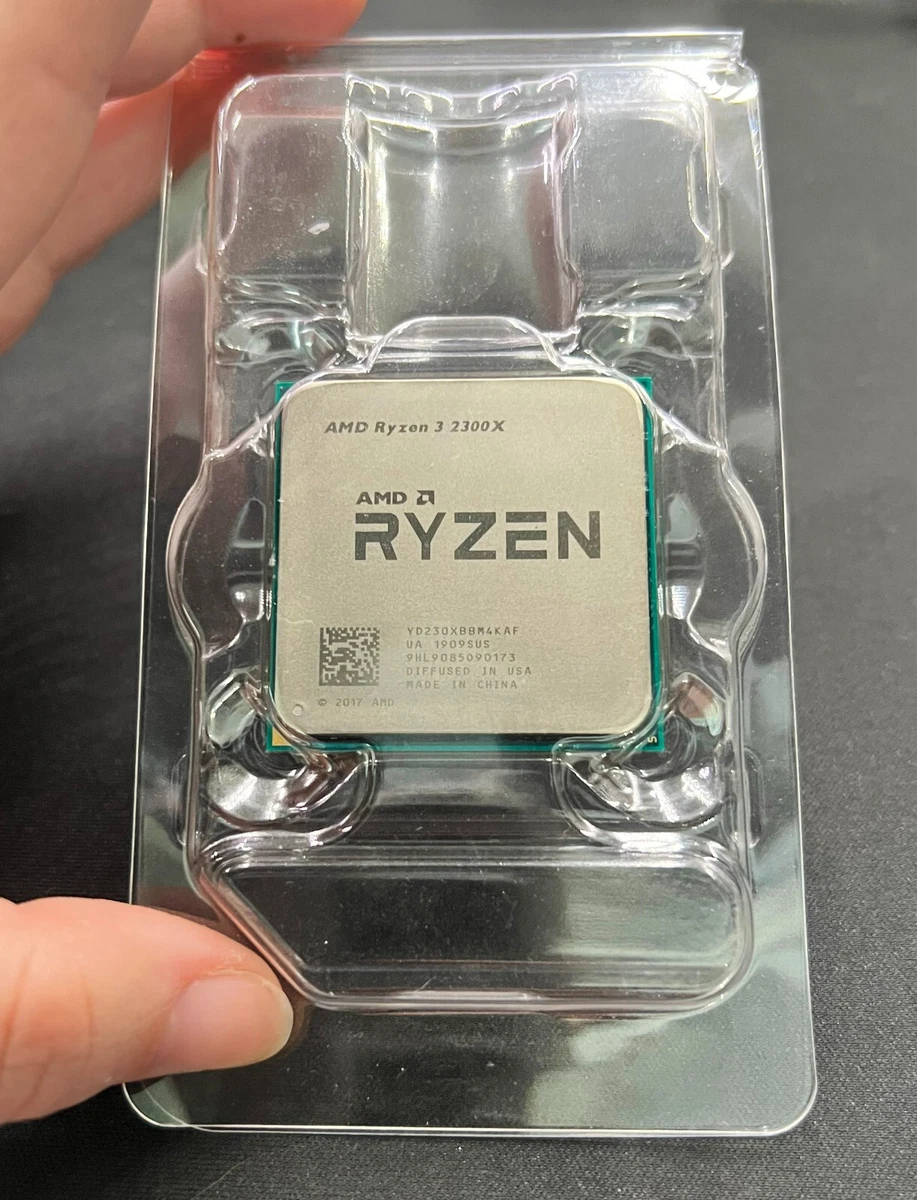 AMD Ryzen 3 2300X
AMD
RYZEN
YD230XBBM4KAF
UA 1909SUS
9HL9085090173
DIFFUSED IN USA
MADE IN CHINA
© 2017 AMD